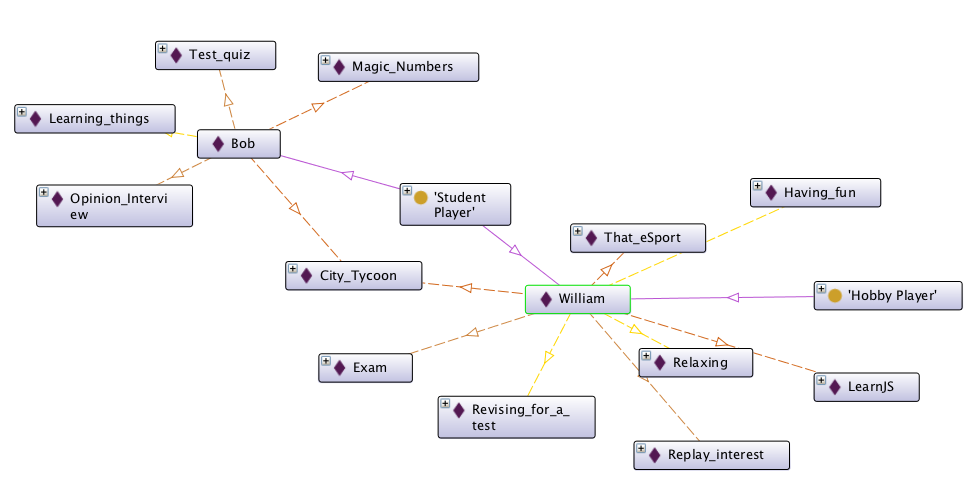 Test_quiz
Magic_Numbers
Learning_things
Bob
Opinion_Intervi
ew
'Student
Player'
Having_fun
That_eSport
City_Tycoon
William
'Hobby Player'
Exam
Relaxing
LearnJS
Revising_for_a_
test
Replay_interest